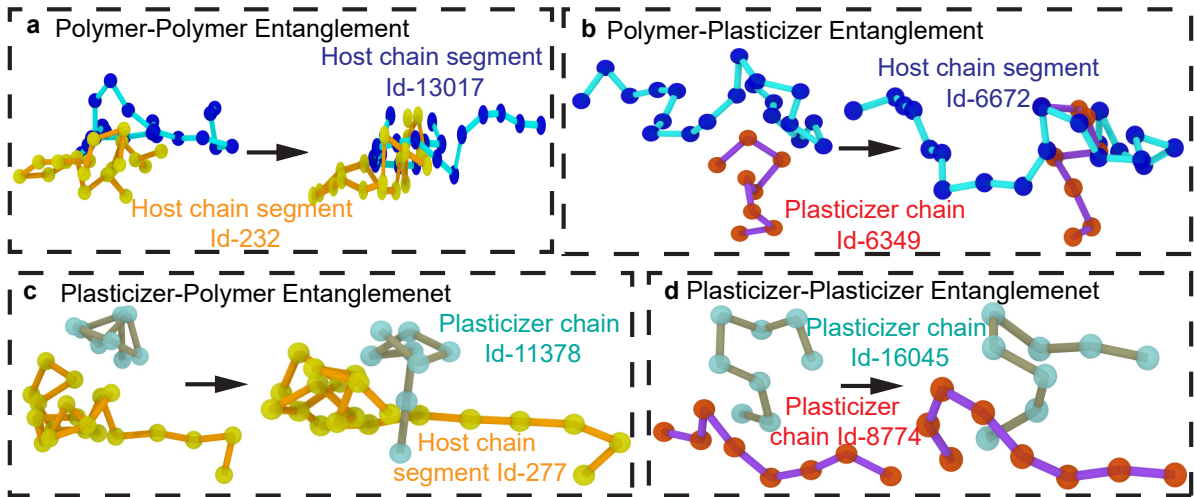 a Polymer-Polymer Entanglement
Host chain segment
Id-13017
Host chain segment
Id-232
b Polymer-Plasticizer Entanglement
Host chain segment
Id-6672
Plasticizer chain
Id-6349
c Plasticizer-Polymer Entanglemenet
Plasticizer chain
Id-11378
Host chain
segment Id-277
d Plasticizer-Plasticizer Entanglemenet
Plasticizer chain
Id-16045
Plasticizer
chain Id-8774